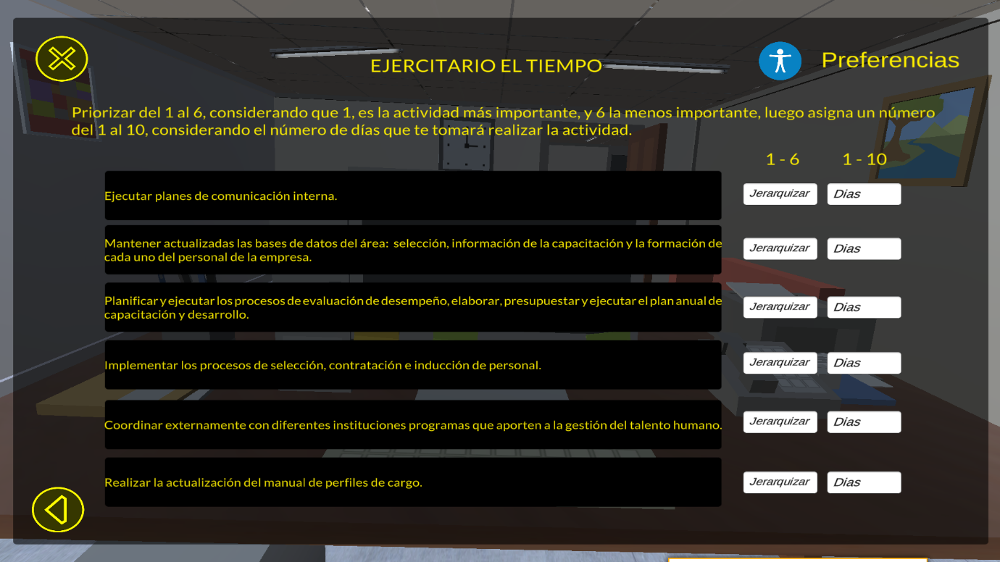 EJERCITARIO EL TIEMPO
Preferencias
Priorizar del 1 al 6, considerando que 1, es la actividad más importante, y 6 la menos importante, luego asigna un número
del 1 al 10, considerando el número de días que te tomará realizar la actividad.
1 - 6 1 - 10
Ejecutar planes de comunicación interna. Jerarquizar Dias
Mantener actualizadas las bases de datos del área: selección, información de la capacitación y la formación de
cada uno del personal de la empresa.
Jerarquizar Dias
Planificar y ejecutar los procesos de evaluación de desempeño, elaborar, presupuestar y ejecutar el plan anual de
capacitación y desarrollo.
Jerarquizar Dias
Implementar los procesos de selección, contratación e inducción de personal. Jerarquizar Dias
Coordinar externamente con diferentes instituciones programas que aporten a la gestión del talento humano. Jerarquizar Dias
Realizar la actualización del manual de perfiles de cargo. Jerarquizar Dias